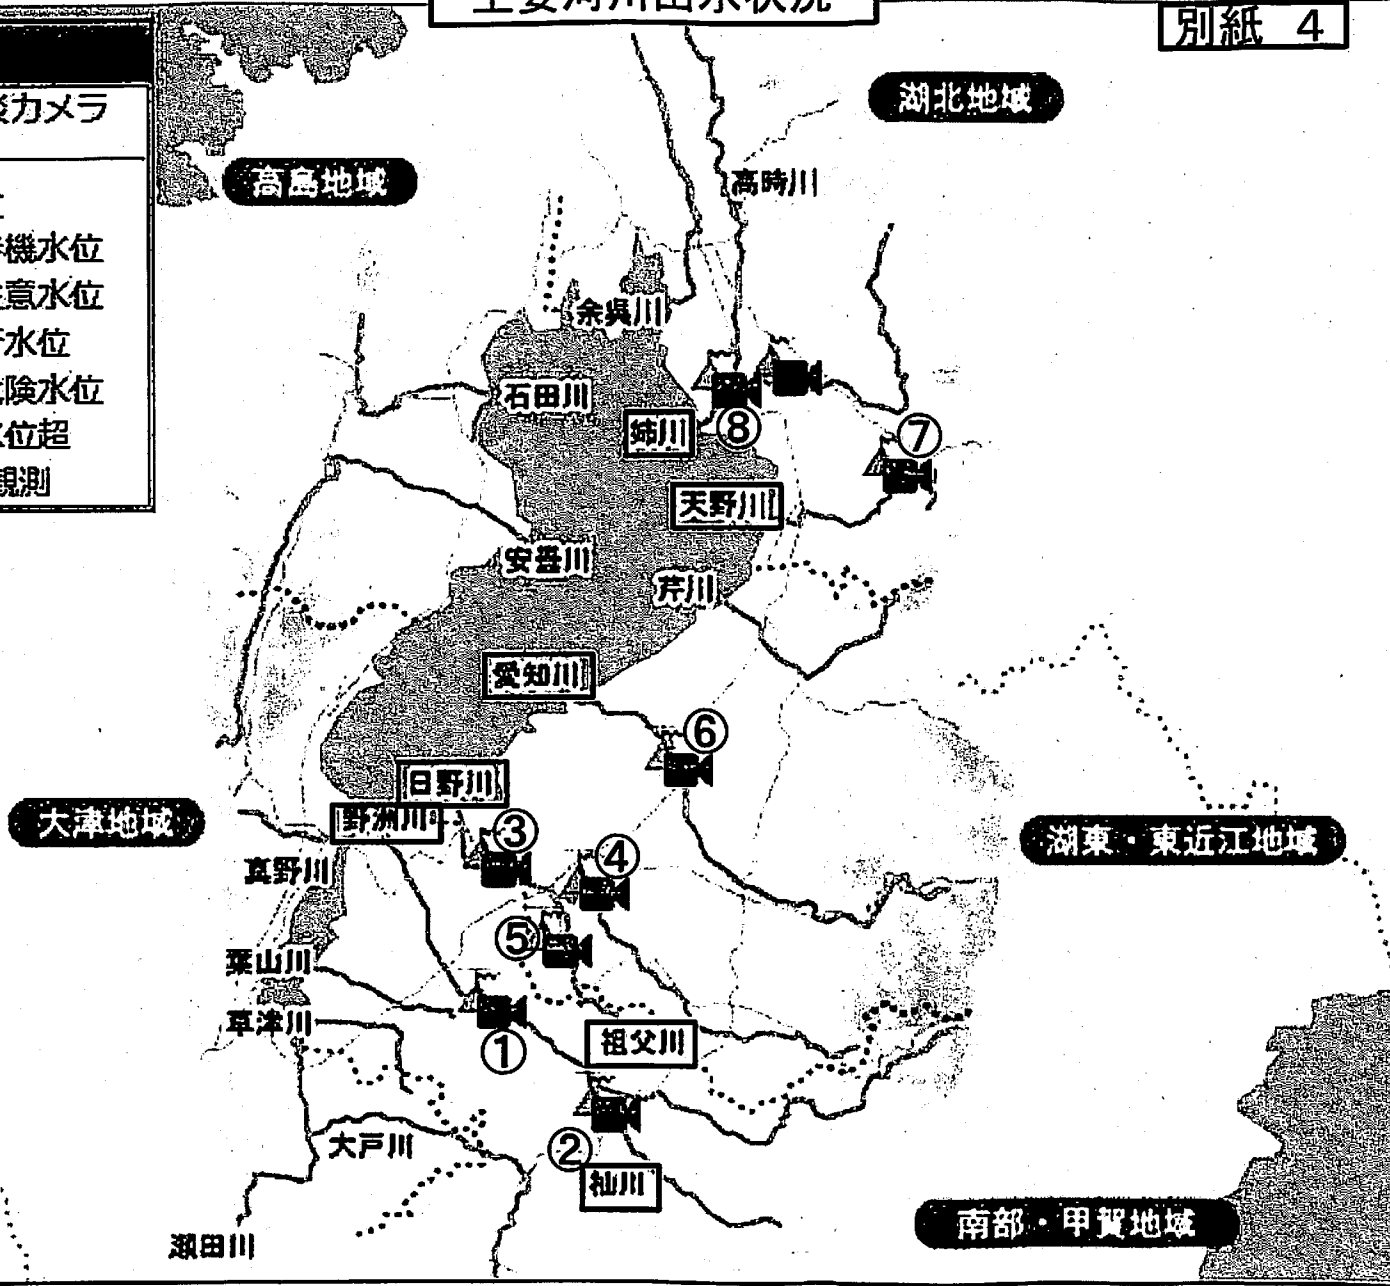 主要河川出水状況
別紙 4
カメラ
機水位
意水位
水位
険水位
位超
観測
湖北地域
高島地域
高時川
余呉川
石田川
姉川
⑧
⑦
天野川
安曇川
芹川
愛知川
⑥
日野川
野洲川
大津地域
③
④
湖東・東近江地域
真野川
⑤
葉山川
草津川
①
祖父川
大戸川
②
杣川
南部・甲賀地域
瀬田川